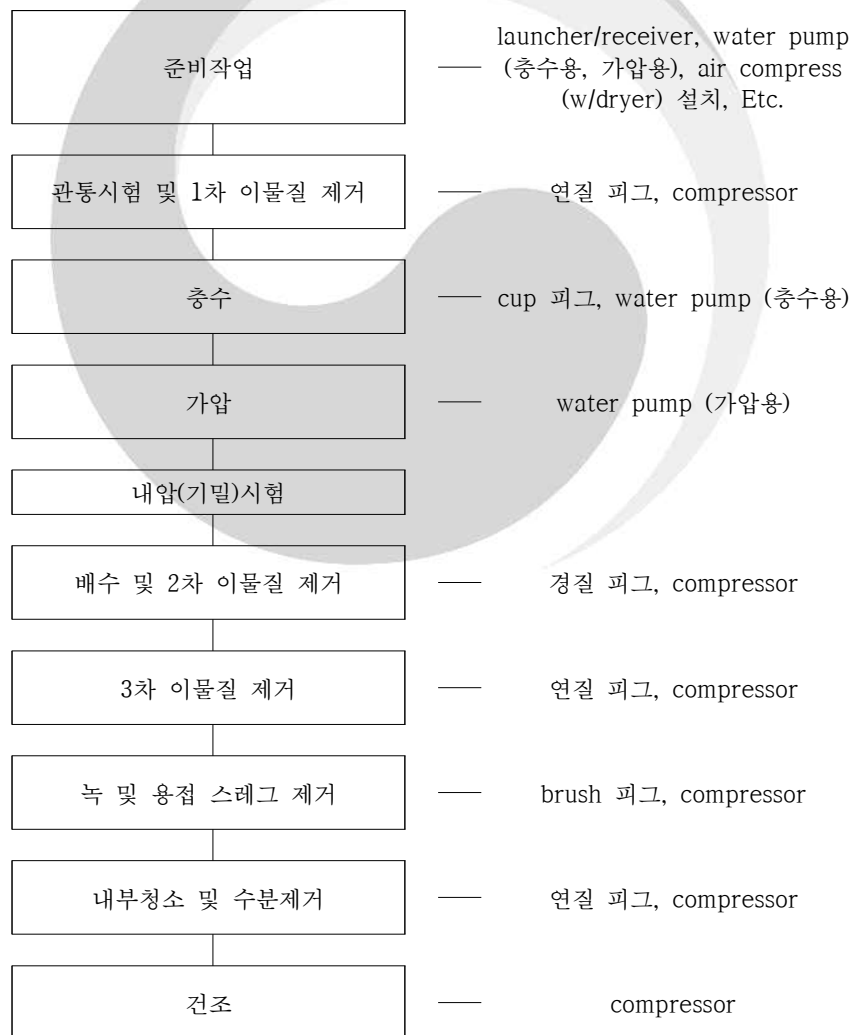 준비작업
launcher/receiver, water pump
(충수용, 가압용), air compress
(w/dryer) 설치, Etc.
관통시험 및 1차 이물질 제거
연질 피그, compressor
충수
cup 피그, water pump (충수용)
가압
water pump (가압용)
내압(기밀)시험
배수 및 2차 이물질 제거
경질 피그, compressor
3차 이물질 제거
연질 피그, compressor
녹 및 용접 스레그 제거
brush 피그, compressor
내부청소 및 수분제거
연질 피그, compressor
건조
compressor